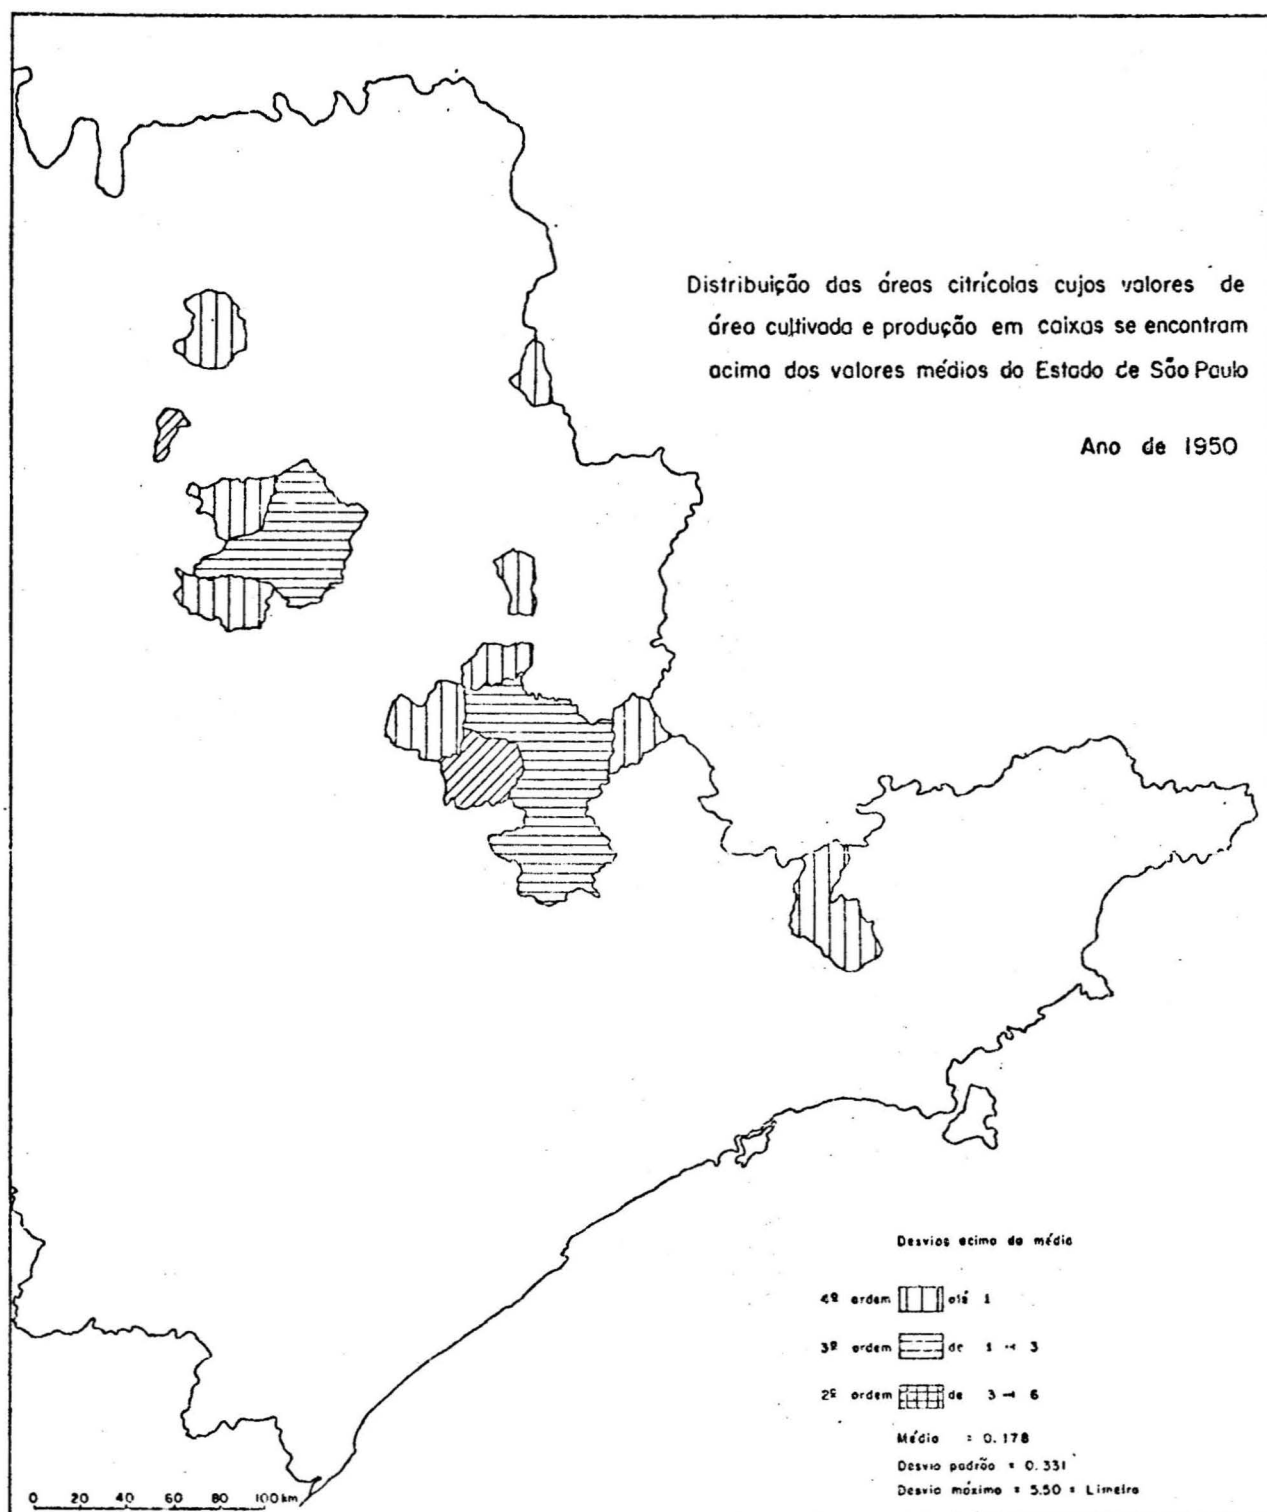 Distribuição das áreas citrícolas cujos valores de
área cultivada e produção em caixas se encontram
acima dos valores médios do Estado de São Paulo
Ano de 1950
Desvios acima da média
4º ordem até 1
3º ordem de 1 ⊣ 3
2º ordem de 3 ⊣ 6
Média = 0.178
Desvio padrão = 0.331
Desvio máximo = 5.50 = Limeira
0 20 40 60 80 100 km